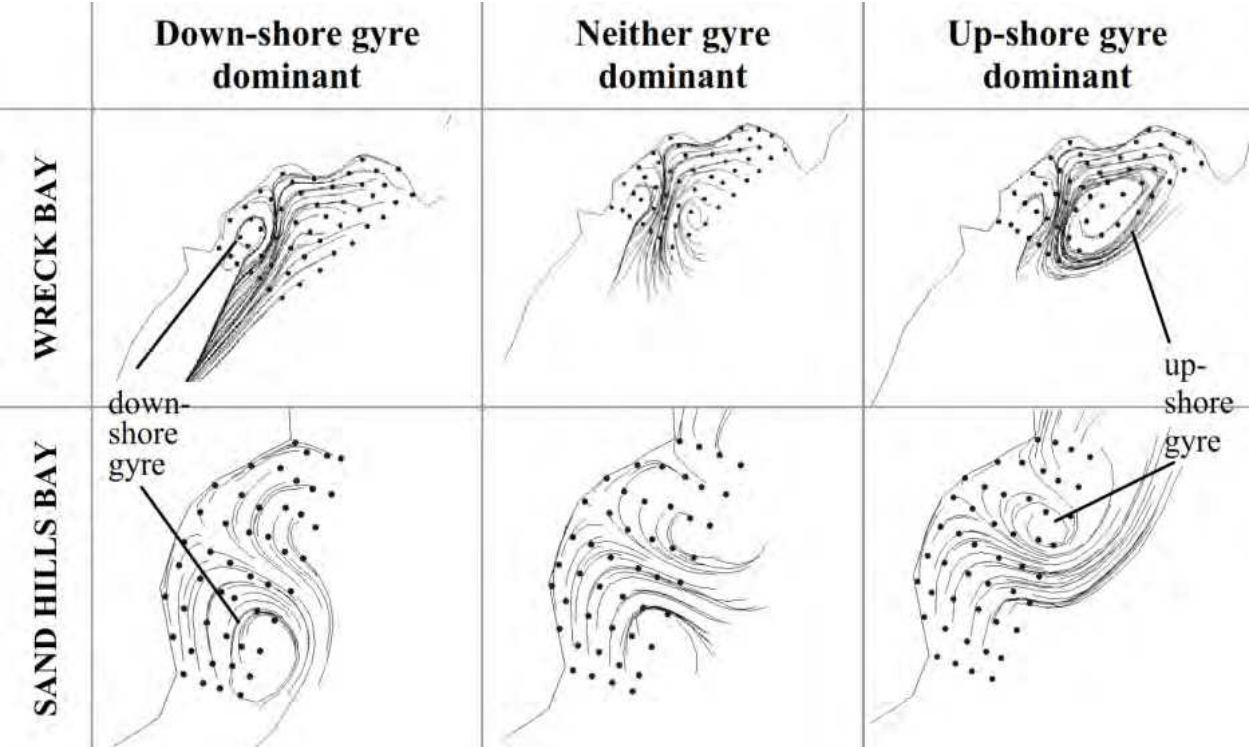 Down-shore gyre
dominant
Neither gyre
dominant
Up-shore gyre
dominant
WRECK BAY
down-
shore
gyre
up-
shore
gyre
SAND HILLS BAY